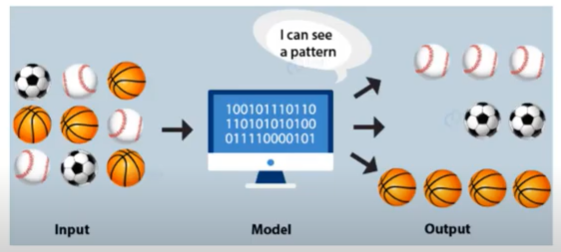 I can see
a pattern
100101110110
110101010100
011110000101
Input
Model
Output